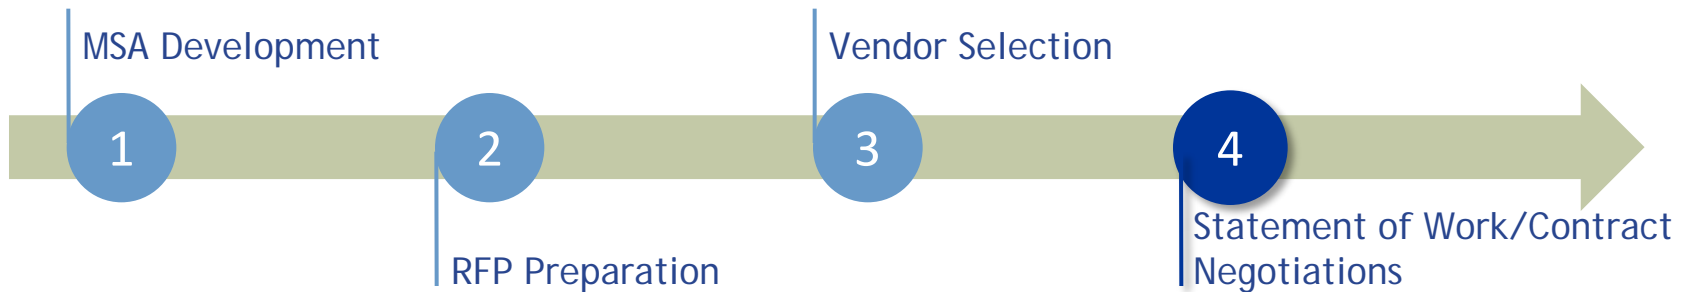 MSA Development
Vendor Selection
1
2
3
4
RFP Preparation
Statement of Work/Contract
Negotiations